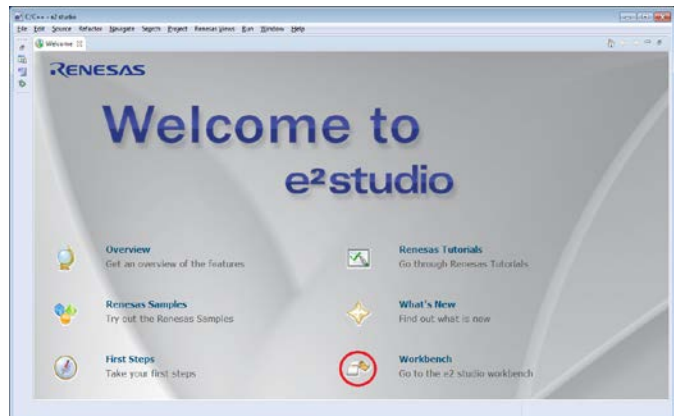 C/C++ - e2 studio
File Edit Source Refactor Navigate Search Project Renesas Views Run Window Help
Welcome
RENESAS
Welcome to
e² studio
Overview
Get an overview of the features
Renesas Tutorials
Go through Renesas Tutorials
Renesas Samples
Try out the Renesas Samples
What's New
Find out what is new
First Steps
Take your first steps
Workbench
Go to the e2 studio workbench